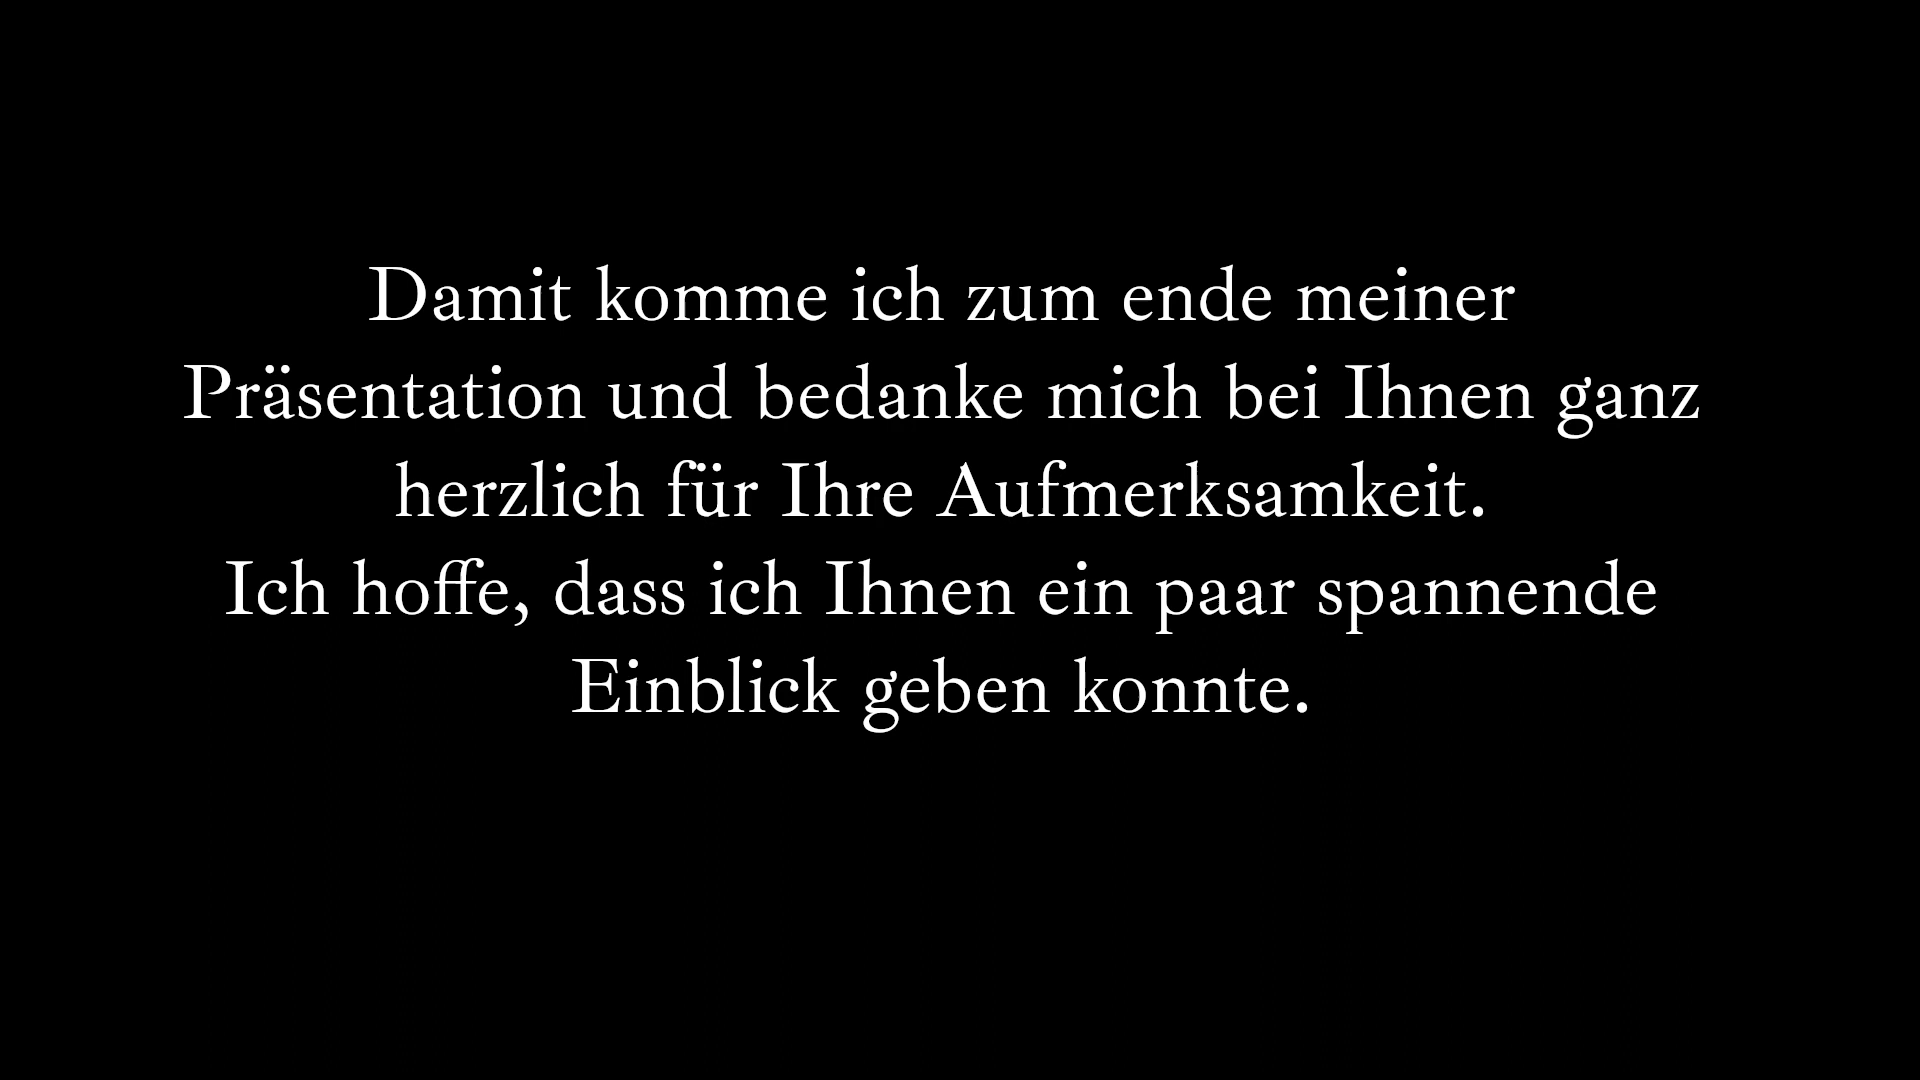 Damit komme ich zum ende meiner
Präsentation und bedanke mich bei Ihnen ganz
herzlich für Ihre Aufmerksamkeit.
Ich hoffe, dass ich Ihnen ein paar spannende
Einblick geben konnte.